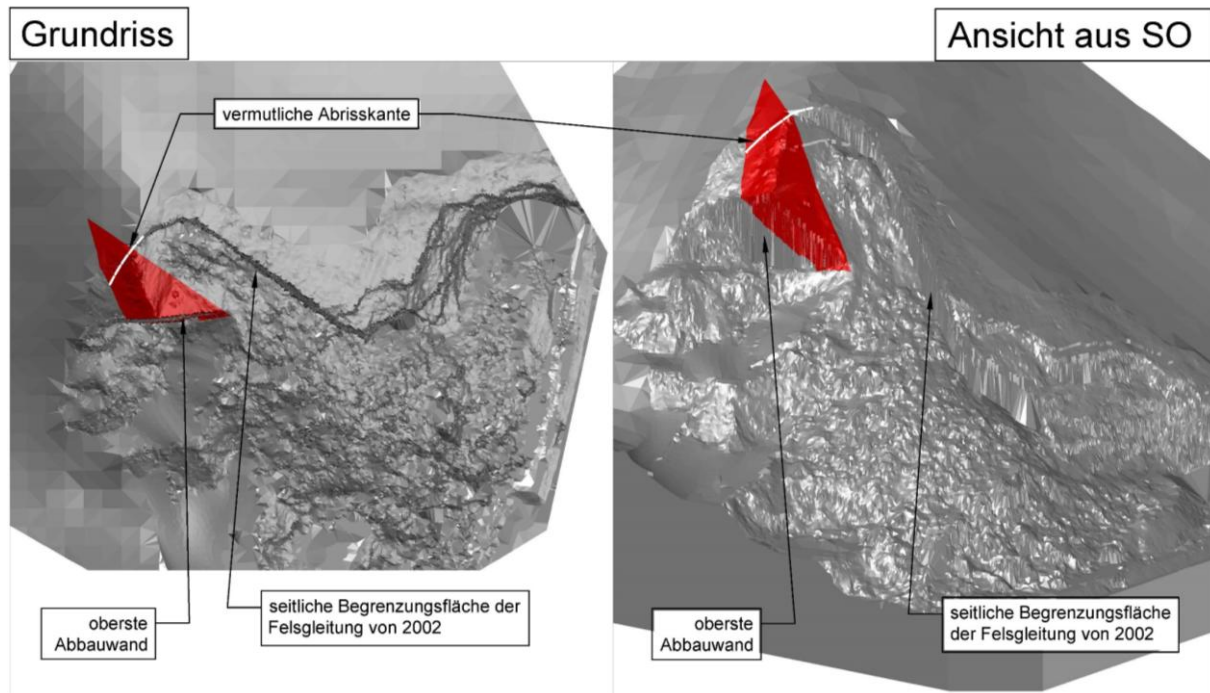 Grundriss
Ansicht aus SO
vermutliche Abrisskante
oberste
Abbauwand
seitliche Begrenzungsfläche der
Felsgleitung von 2002
oberste
Abbauwand
seitliche Begrenzungsfläche
der Felsgleitung von 2002